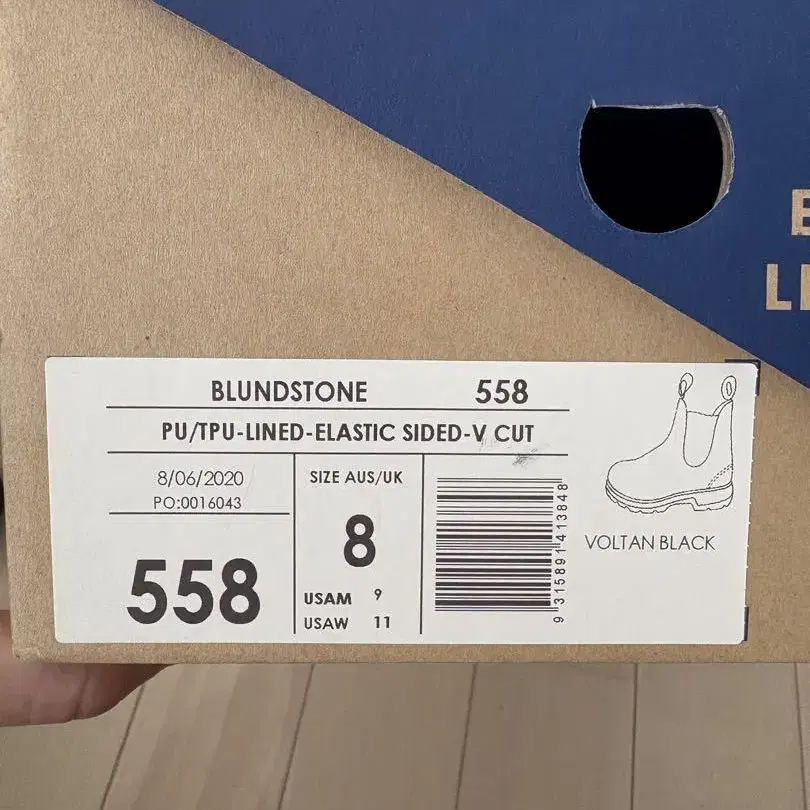 BLUNDSTONE 558
PU/TPU-LINED-ELASTIC SIDED-V CUT
8/06/2020
PO:0016043
558
SIZE AUS/UK
8
USAM 9
USAW 11
9 315891 413848
VOLTAN BLACK